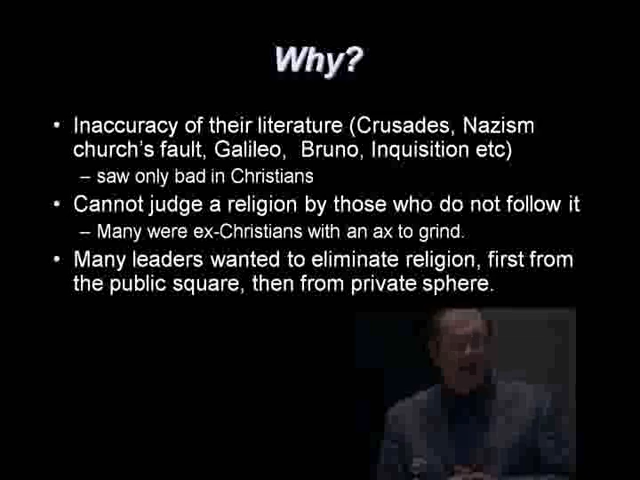 Why?
• Inaccuracy of their literature (Crusades, Nazism
church's fault, Galileo, Bruno, Inquisition etc)
– saw only bad in Christians
• Cannot judge a religion by those who do not follow it
– Many were ex-Christians with an ax to grind.
• Many leaders wanted to eliminate religion, first from
the public square, then from private sphere.